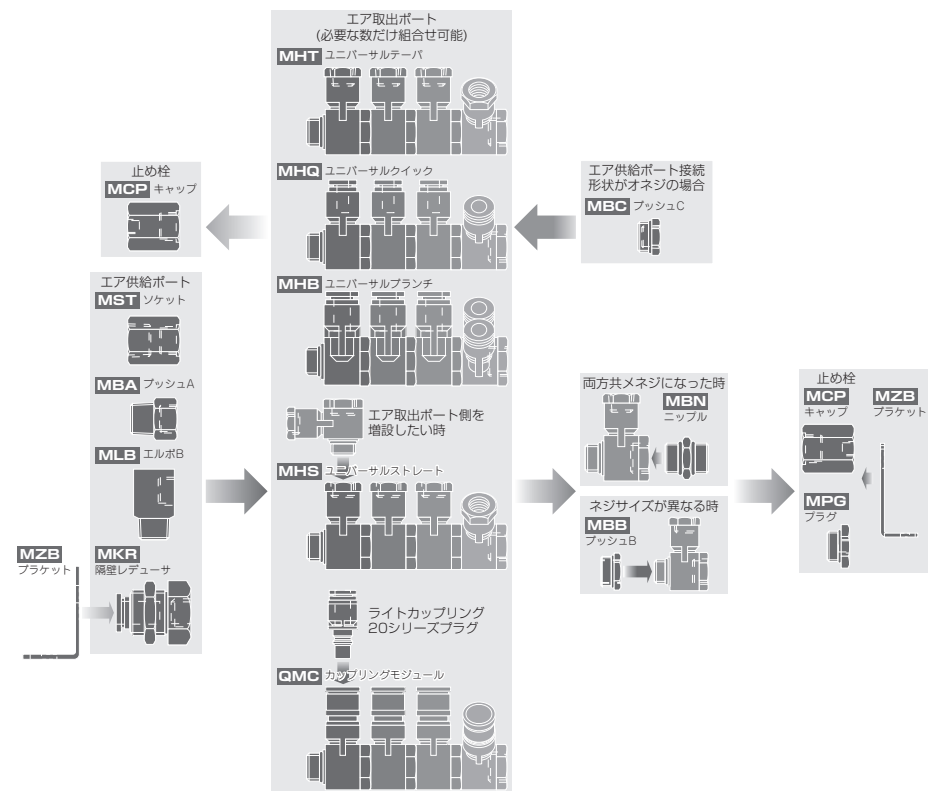 エア取出ポート
(必要な数だけ組合せ可能)
MHT ユニバーサルテーパ
MHQ ユニバーサルクイック
MHB ユニバーサルブランチ
エア取出ポート側を
増設したい時
MHS ユニバーサルストレート
ライトカップリング
20シリーズプラグ
QMC カップリングモジュール
止め栓
MCP キャップ
エア供給ポート
MST ソケット
MBA ブッシュA
MLB エルボB
MZB
ブラケット
MKR
隔壁レデューサ
エア供給ポート接続
形状がオネジの場合
MBC ブッシュC
両方共メネジになった時
MBN
ニップル
ネジサイズが異なる時
MBB
ブッシュB
止め栓
MCP
キャップ
MZB
ブラケット
MPG
プラグ